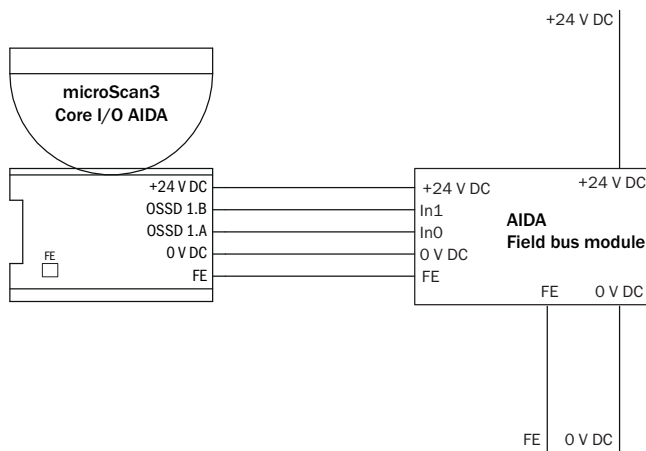 +24 V DC
microScan3
Core I/O AIDA
+24 V DC
OSSD 1.B
OSSD 1.A
0 V DC
FE
FE
+24 V DC
In1
In0
0 V DC
FE
+24 V DC
AIDA
Field bus module
FE
0 V DC
FE
0 V DC